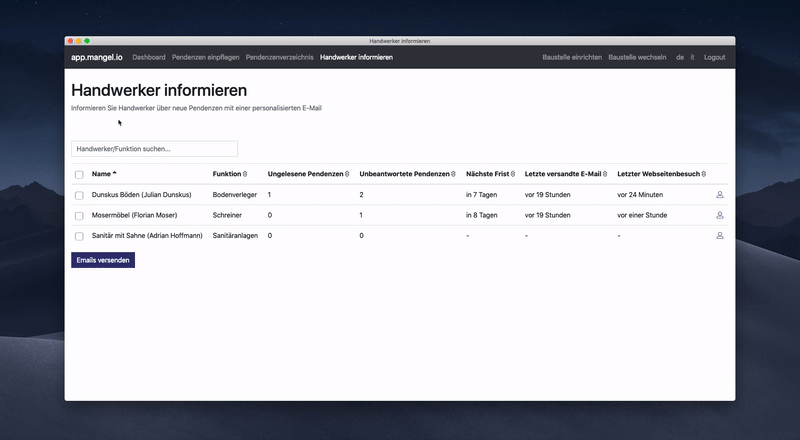 Handwerker informieren
app.mangel.io Dashboard Pendenzen einpflegen Pendenzenverzeichnis Handwerker informieren Baustelle einrichten Baustelle wechseln de it Logout
Handwerker informieren
Informieren Sie Handwerker über neue Pendenzen mit einer personalisierten E-Mail
Handwerker/Funktion suchen...
Name Funktion Ungelesene Pendenzen Unbeantwortete Pendenzen Nächste Frist Letzte versandte E-Mail Letzter Webseitenbesuch
Dunskus Böden (Julian Dunskus) Bodenverleger 1 2 in 7 Tagen vor 19 Stunden vor 24 Minuten
Mosermöbel (Florian Moser) Schreiner 0 1 in 8 Tagen vor 19 Stunden vor einer Stunde
Sanitär mit Sahne (Adrian Hoffmann) Sanitäranlagen 0 0 - - -
Emails versenden